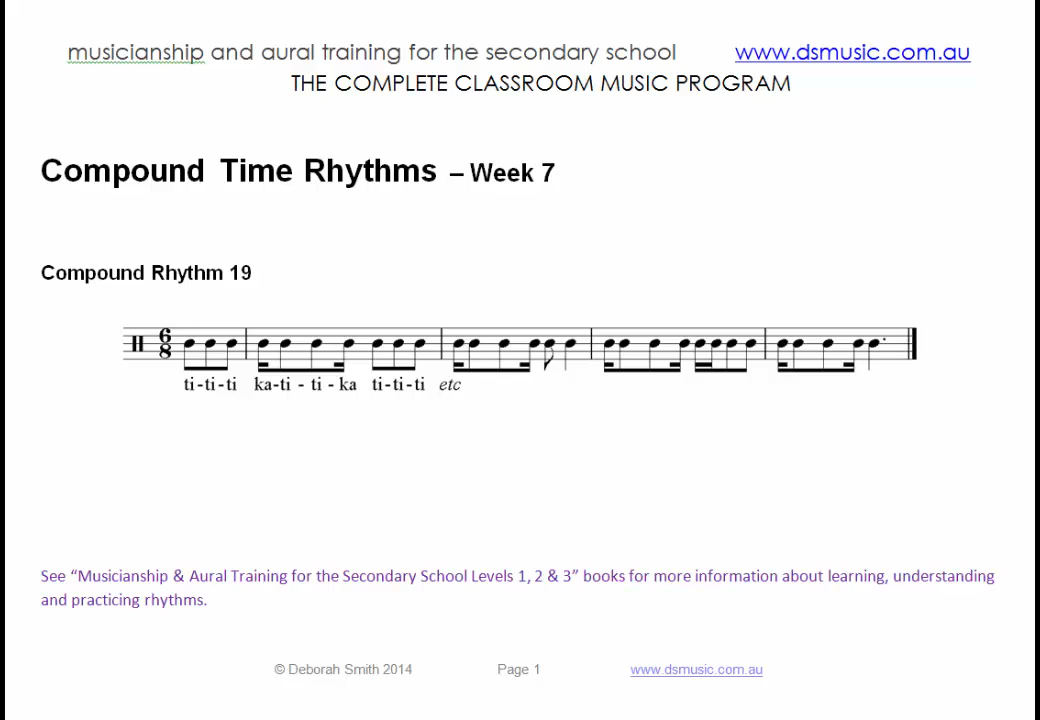 musicianship and aural training for the secondary school www.dsmusic.com.au
THE COMPLETE CLASSROOM MUSIC PROGRAM
Compound Time Rhythms – Week 7
Compound Rhythm 19
6
8
ti-ti-ti ka-ti - ti - ka ti-ti-ti etc
See “Musicianship & Aural Training for the Secondary School Levels 1, 2 & 3” books for more information about learning, understanding
and practicing rhythms.
© Deborah Smith 2014 Page 1 www.dsmusic.com.au